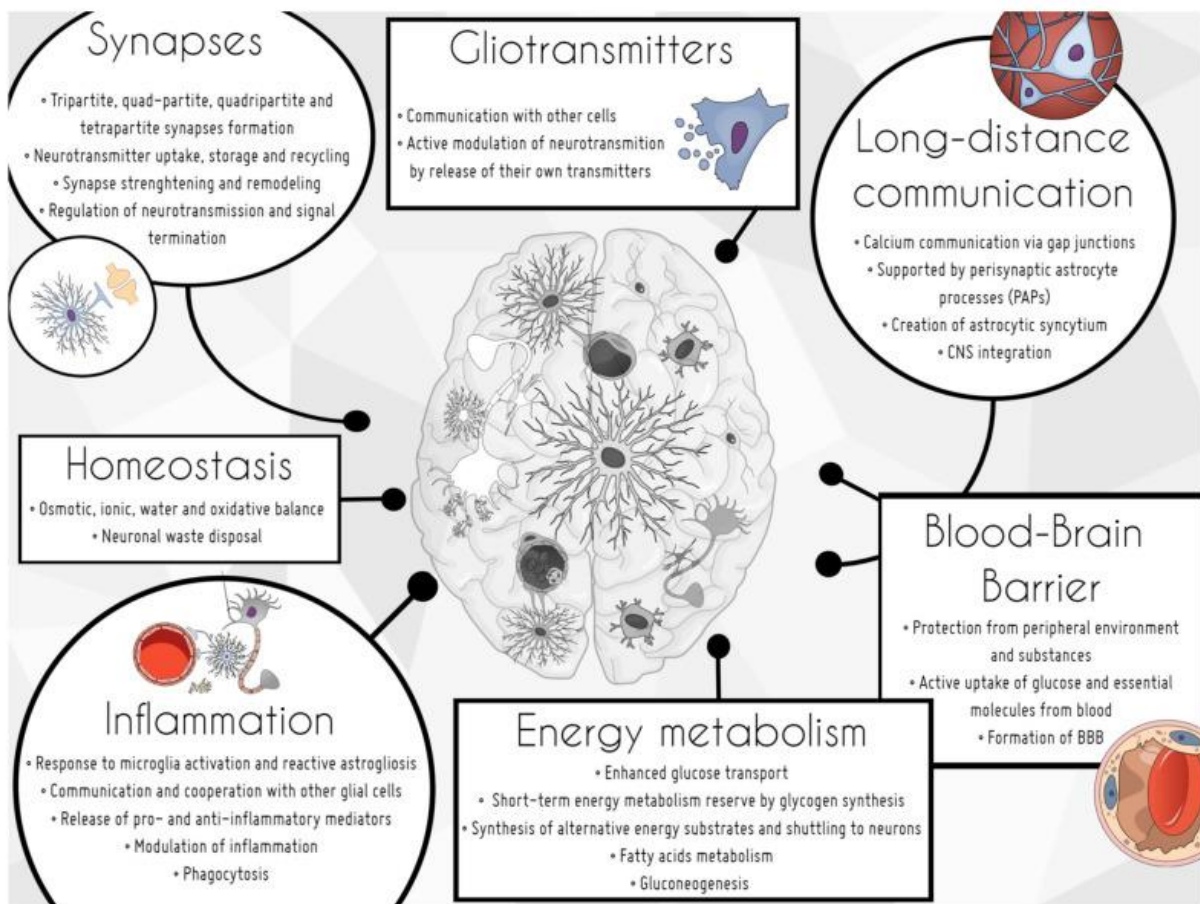 Synapses
• Tripartite, quad-partite, quadripartite and
tetrapartite synapses formation
• Neurotransmitter uptake, storage and recycling
• Synapse strenghtening and remodeling
• Regulation of neurotransmission and signal
termination
Gliotransmitters
• Communication with other cells
• Active modulation of neurotransmition
by release of their own transmitters
Long-distance
communication
• Calcium communication via gap junctions
• Supported by perisynaptic astrocyte
processes (PAPs)
• Creation of astrocytic syncytium
• CNS integration
Homeostasis
• Osmotic, ionic, water and oxidative balance
• Neuronal waste disposal
Blood-Brain
Barrier
• Protection from peripheral environment
and substances
• Active uptake of glucose and essential
molecules from blood
• Formation of BBB
Inflammation
• Response to microglia activation and reactive astrogliosis
• Communication and cooperation with other glial cells
• Release of pro- and anti-inflammatory mediators
• Modulation of inflammation
• Phagocytosis
Energy metabolism
• Enhanced glucose transport
• Short-term energy metabolism reserve by glycogen synthesis
• Synthesis of alternative energy substrates and shuttling to neurons
• Fatty acids metabolism
• Gluconeogenesis